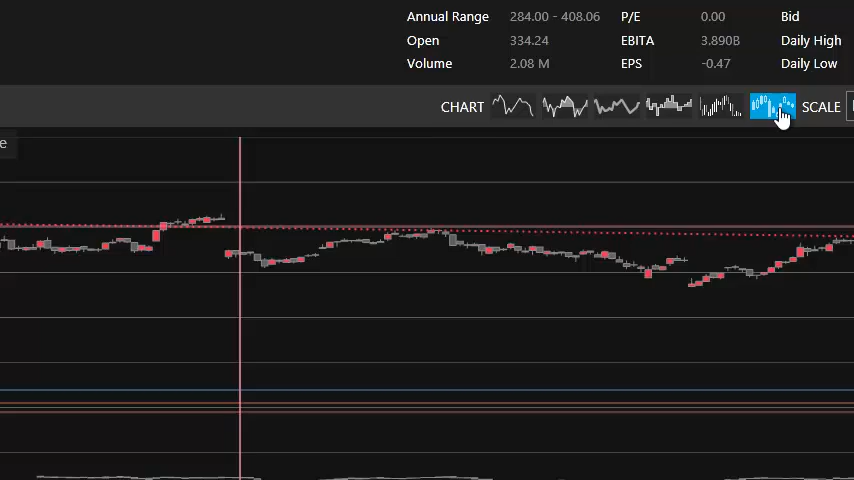 Annual Range 284.00 - 408.06 P/E 0.00 Bid
Open 334.24 EBITA 3.890B Daily High
Volume 2.08 M EPS -0.47 Daily Low
CHART SCALE
e